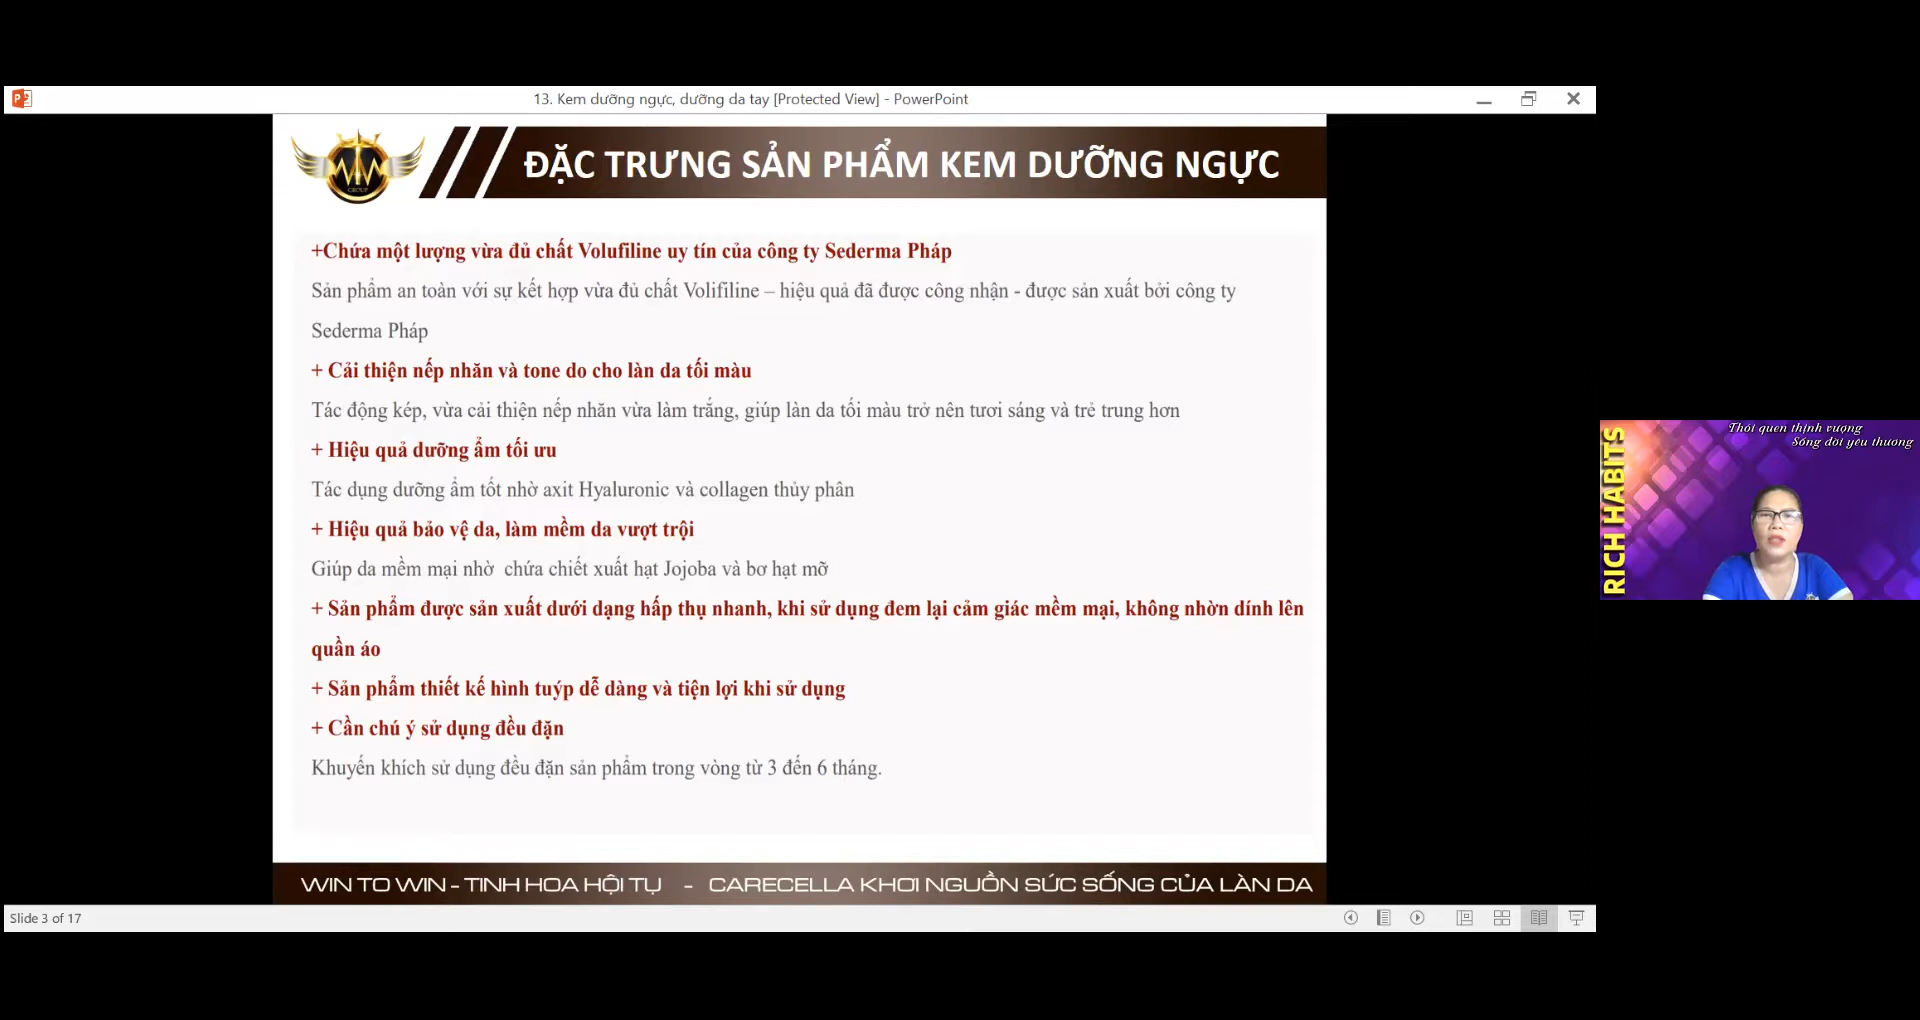 13. Kem dưỡng ngực, dưỡng da tay [Protected View] - PowerPoint
WIN
GROUP
ĐẶC TRƯNG SẢN PHẨM KEM DƯỠNG NGỰC
+Chứa một lượng vừa đủ chất Volufiline uy tín của công ty Sederma Pháp
Sản phẩm an toàn với sự kết hợp vừa đủ chất Volifiline – hiệu quả đã được công nhận - được sản xuất bởi công ty
Sederma Pháp
+ Cải thiện nếp nhăn và tone do cho làn da tối màu
Tác động kép, vừa cải thiện nếp nhăn vừa làm trắng, giúp làn da tối màu trở nên tươi sáng và trẻ trung hơn
+ Hiệu quả dưỡng ẩm tối ưu
Tác dụng dưỡng ẩm tốt nhờ axit Hyaluronic và collagen thủy phân
+ Hiệu quả bảo vệ da, làm mềm da vượt trội
Giúp da mềm mại nhờ chứa chiết xuất hạt Jojoba và bơ hạt mỡ
+ Sản phẩm được sản xuất dưới dạng hấp thụ nhanh, khi sử dụng đem lại cảm giác mềm mại, không nhờn dính lên
quần áo
+ Sản phẩm thiết kế hình tuýp dễ dàng và tiện lợi khi sử dụng
+ Cần chú ý sử dụng đều đặn
Khuyến khích sử dụng đều đặn sản phẩm trong vòng từ 3 đến 6 tháng.
WIN TO WIN - TINH HOA HỘI TỤ - CARECELLA KHƠI NGUỒN SỨC SỐNG CỦA LÀN DA
Slide 3 of 17
RICH HABITS
Thói quen thịnh vượng
Sống đời yêu thương